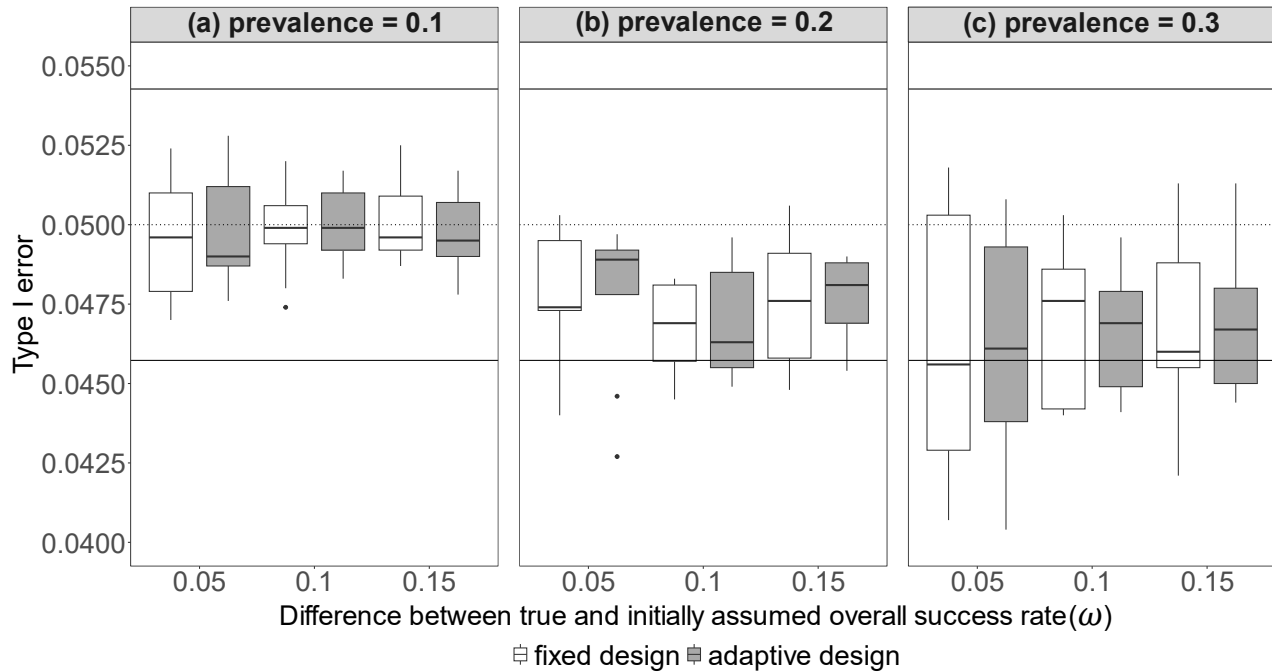 (a) prevalence = 0.1
(b) prevalence = 0.2
(c) prevalence = 0.3
Type I error
0.0550
0.0525
0.0500
0.0475
0.0450
0.0425
0.0400
0.05 0.1 0.15
0.05 0.1 0.15
0.05 0.1 0.15
Difference between true and initially assumed overall success rate(ω)
fixed design adaptive design